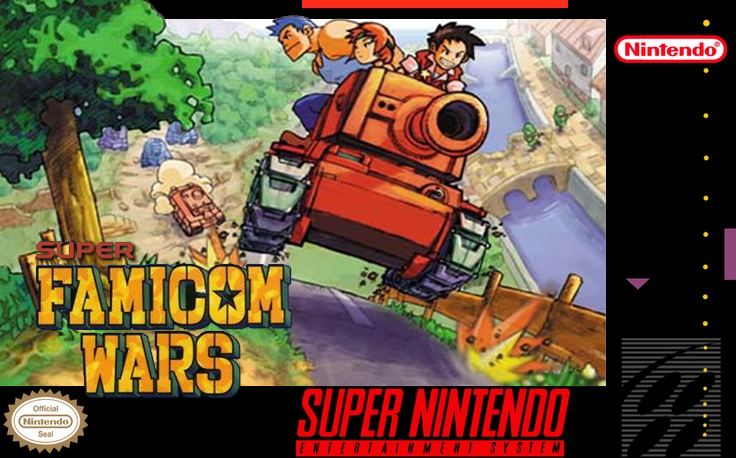 Nintendo®
SUPER
FAMICOM
WARS
Official
Nintendo
Seal
SUPER NINTENDO
ENTERTAINMENT SYSTEM